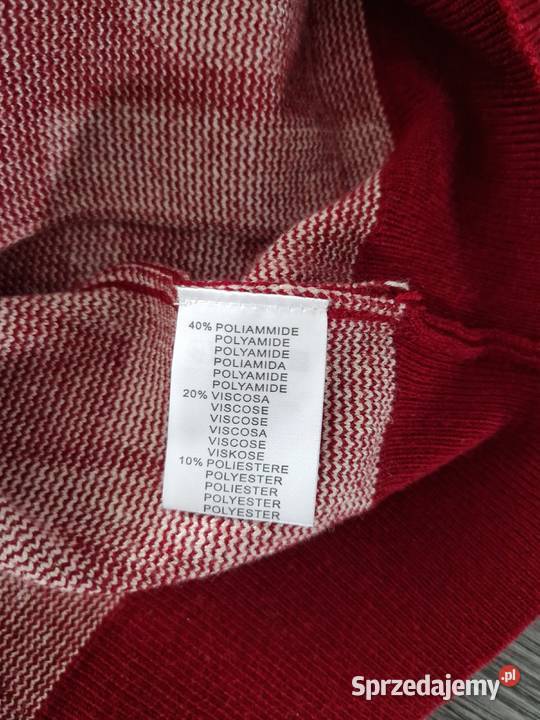 40% POLIAMMIDE
POLYAMIDE
POLYAMIDE
POLIAMIDA
POLYAMIDE
POLYAMIDE
20% VISCOSA
VISCOSE
VISCOSE
VISCOSA
VISCOSE
VISKOSE
10% POLIESTERE
POLYESTER
POLIESTER
POLYESTER
POLYESTER
Sprzedajemy.pl